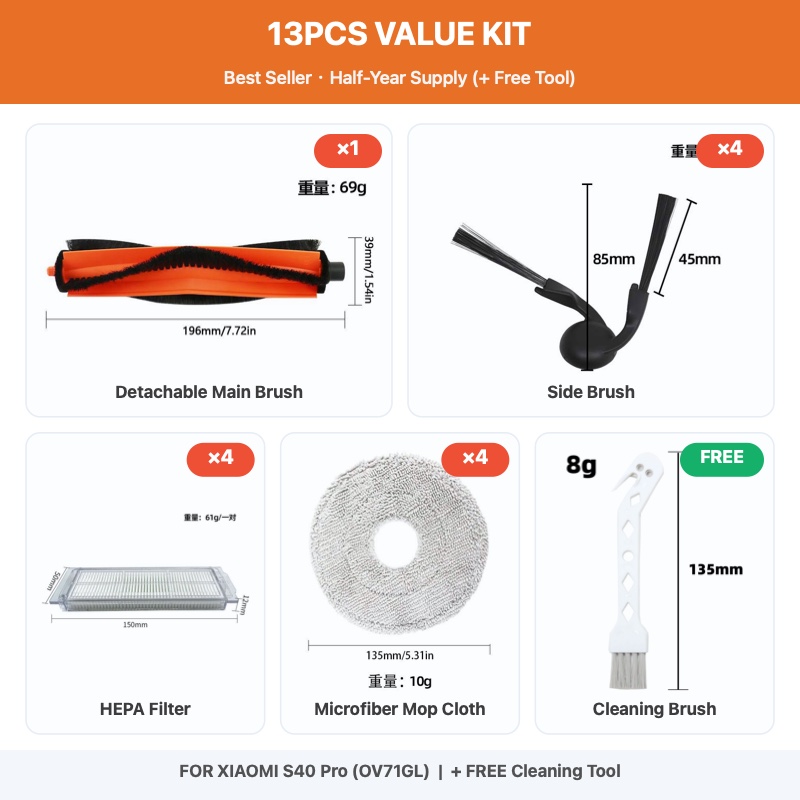 13PCS VALUE KIT
Best Seller · Half-Year Supply (+ Free Tool)
×1
重量: 69g
39mm/1.54in
196mm/7.72in
Detachable Main Brush
重量
×4
85mm
45mm
Side Brush
×4
重量: 61g/一对
50mm
12mm
150mm
HEPA Filter
×4
135mm/5.31in
重量: 10g
Microfiber Mop Cloth
8g
FREE
135mm
Cleaning Brush
FOR XIAOMI S40 Pro (OV71GL) | + FREE Cleaning Tool